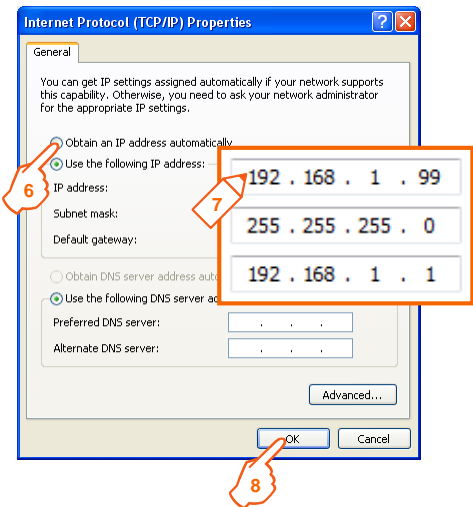 Internet Protocol (TCP/IP) Properties
General
You can get IP settings assigned automatically if your network supports
this capability. Otherwise, you need to ask your network administrator
for the appropriate IP settings.
Obtain an IP address automatically
Use the following IP address:
6
IP address:
192 . 168 . 1 . 99
7
Subnet mask:
255 . 255 . 255 . 0
Default gateway:
192 . 168 . 1 . 1
Obtain DNS server address auto
Use the following DNS server ad
Preferred DNS server:
. . .
Alternate DNS server:
. . .
Advanced...
OK
Cancel
8